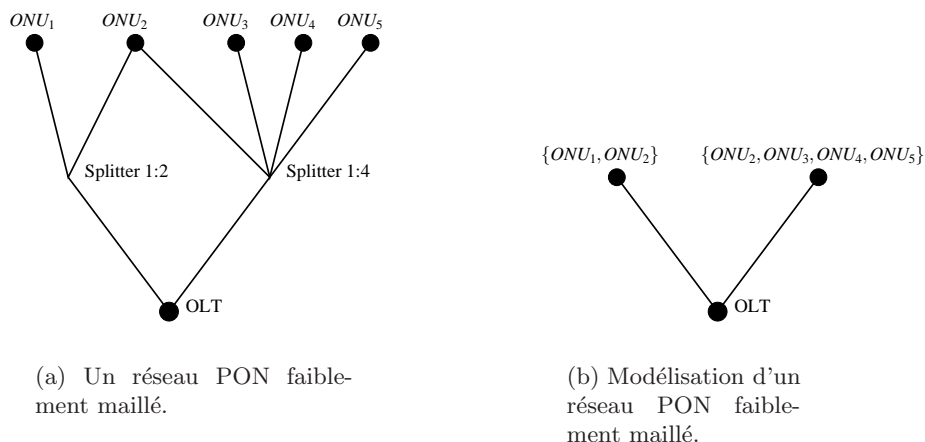 ONU₁ ONU₂ ONU₃ ONU₄ ONU₅
Splitter 1:2 Splitter 1:4
OLT
(a) Un réseau PON faible-
ment maillé.
{ONU₁, ONU₂} {ONU₂, ONU₃, ONU₄, ONU₅}
OLT
(b) Modélisation d'un
réseau PON faible-
ment maillé.